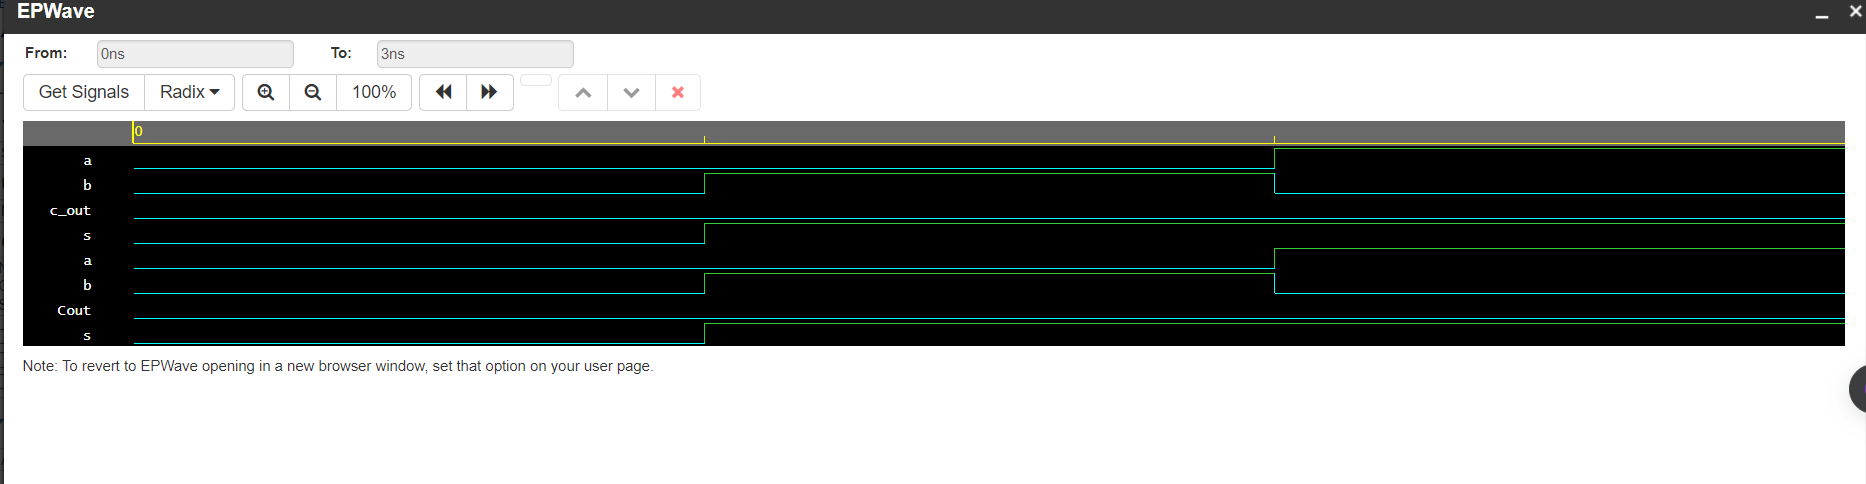 EPWave
From: 0ns To: 3ns
Get Signals Radix 100%
0
a
b
c_out
s
a
b
Cout
s
Note: To revert to EPWave opening in a new browser window, set that option on your user page.